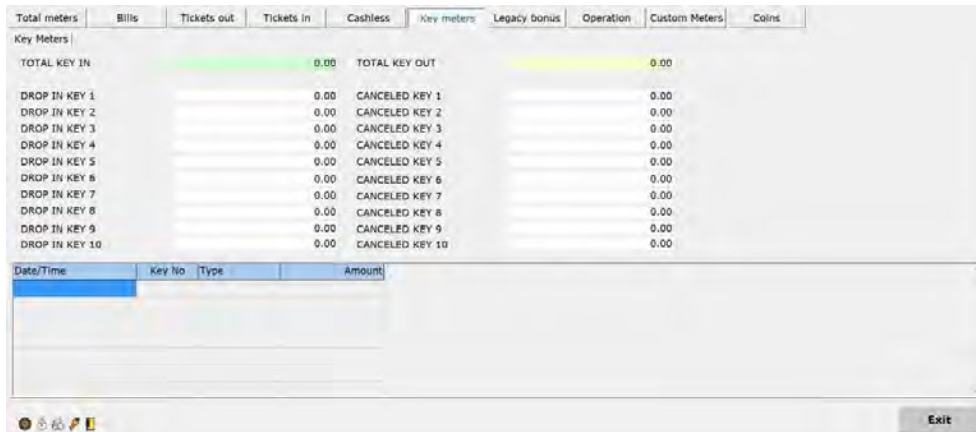 Total meters Bills Tickets out Tickets in Cashless Key meters Legacy bonus Operation Custom Meters Coins
Key Meters
TOTAL KEY IN 0.00 TOTAL KEY OUT 0.00
DROP IN KEY 1 0.00 CANCELED KEY 1 0.00
DROP IN KEY 2 0.00 CANCELED KEY 2 0.00
DROP IN KEY 3 0.00 CANCELED KEY 3 0.00
DROP IN KEY 4 0.00 CANCELED KEY 4 0.00
DROP IN KEY 5 0.00 CANCELED KEY 5 0.00
DROP IN KEY 6 0.00 CANCELED KEY 6 0.00
DROP IN KEY 7 0.00 CANCELED KEY 7 0.00
DROP IN KEY 8 0.00 CANCELED KEY 8 0.00
DROP IN KEY 9 0.00 CANCELED KEY 9 0.00
DROP IN KEY 10 0.00 CANCELED KEY 10 0.00
Date/Time Key No Type Amount
Exit